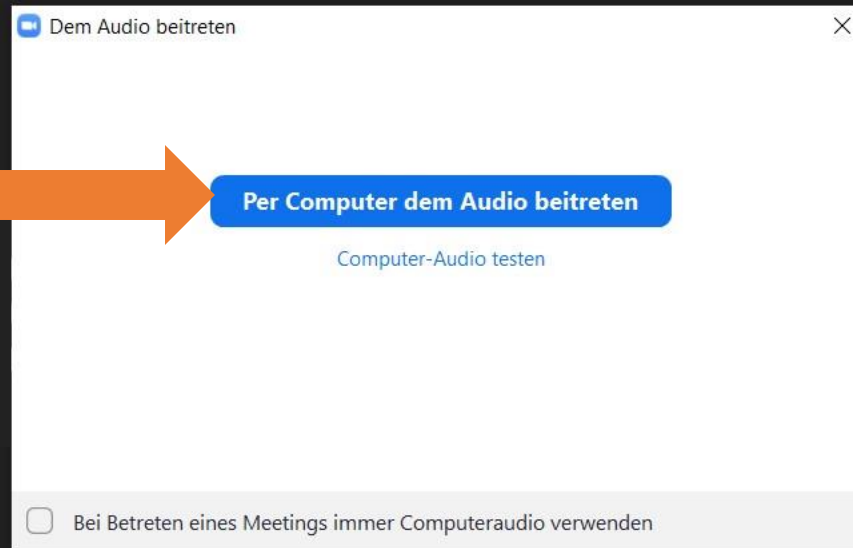 Dem Audio beitreten
Per Computer dem Audio beitreten
Computer-Audio testen
Bei Betreten eines Meetings immer Computeraudio verwenden